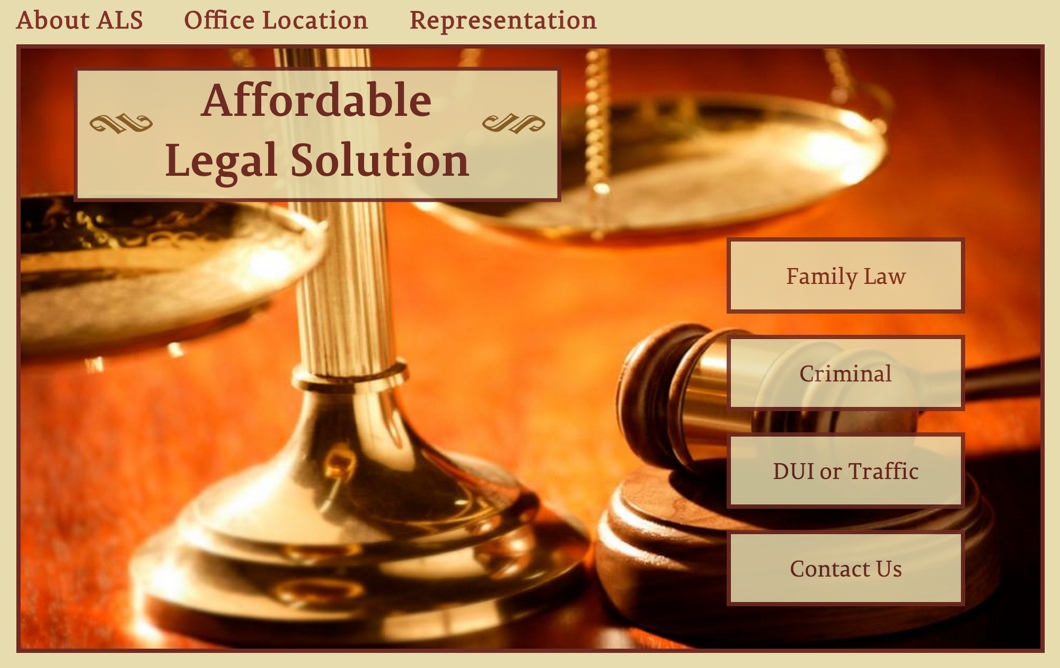 About ALS Office Location Representation
Affordable
Legal Solution
Family Law
Criminal
DUI or Traffic
Contact Us